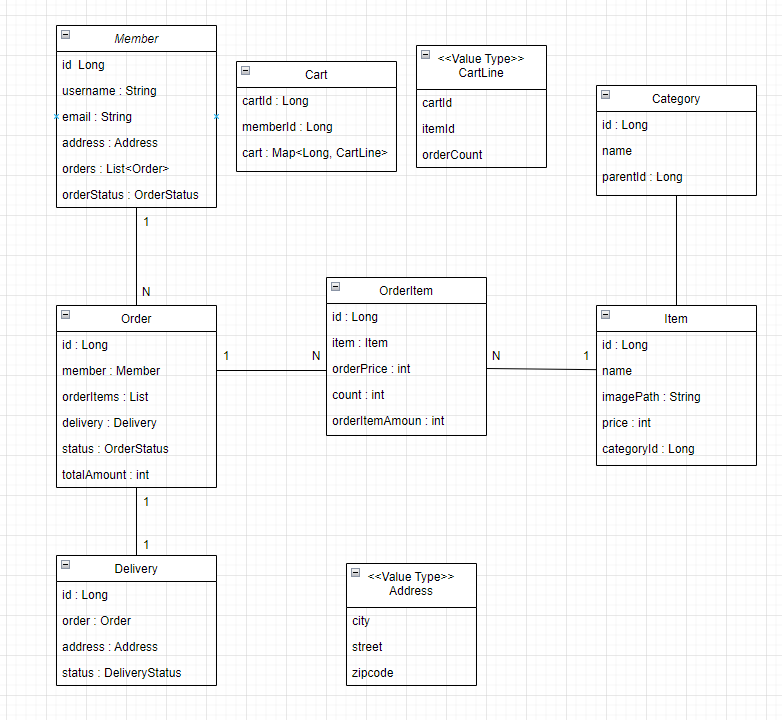 Member
id Long
username : String
email : String
address : Address
orders : List<Order>
orderStatus : OrderStatus
Cart
cartId : Long
memberId : Long
cart : Map<Long, CartLine>
<<Value Type>>
CartLine
cartId
itemId
orderCount
Category
id : Long
name
parentId : Long
1
N
Order
id : Long
member : Member
orderItems : List
delivery : Delivery
status : OrderStatus
totalAmount : int
1
N
OrderItem
id : Long
item : Item
orderPrice : int
count : int
orderItemAmoun : int
N
1
Item
id : Long
name
imagePath : String
price : int
categoryId : Long
1
1
Delivery
id : Long
order : Order
address : Address
status : DeliveryStatus
<<Value Type>>
Address
city
street
zipcode